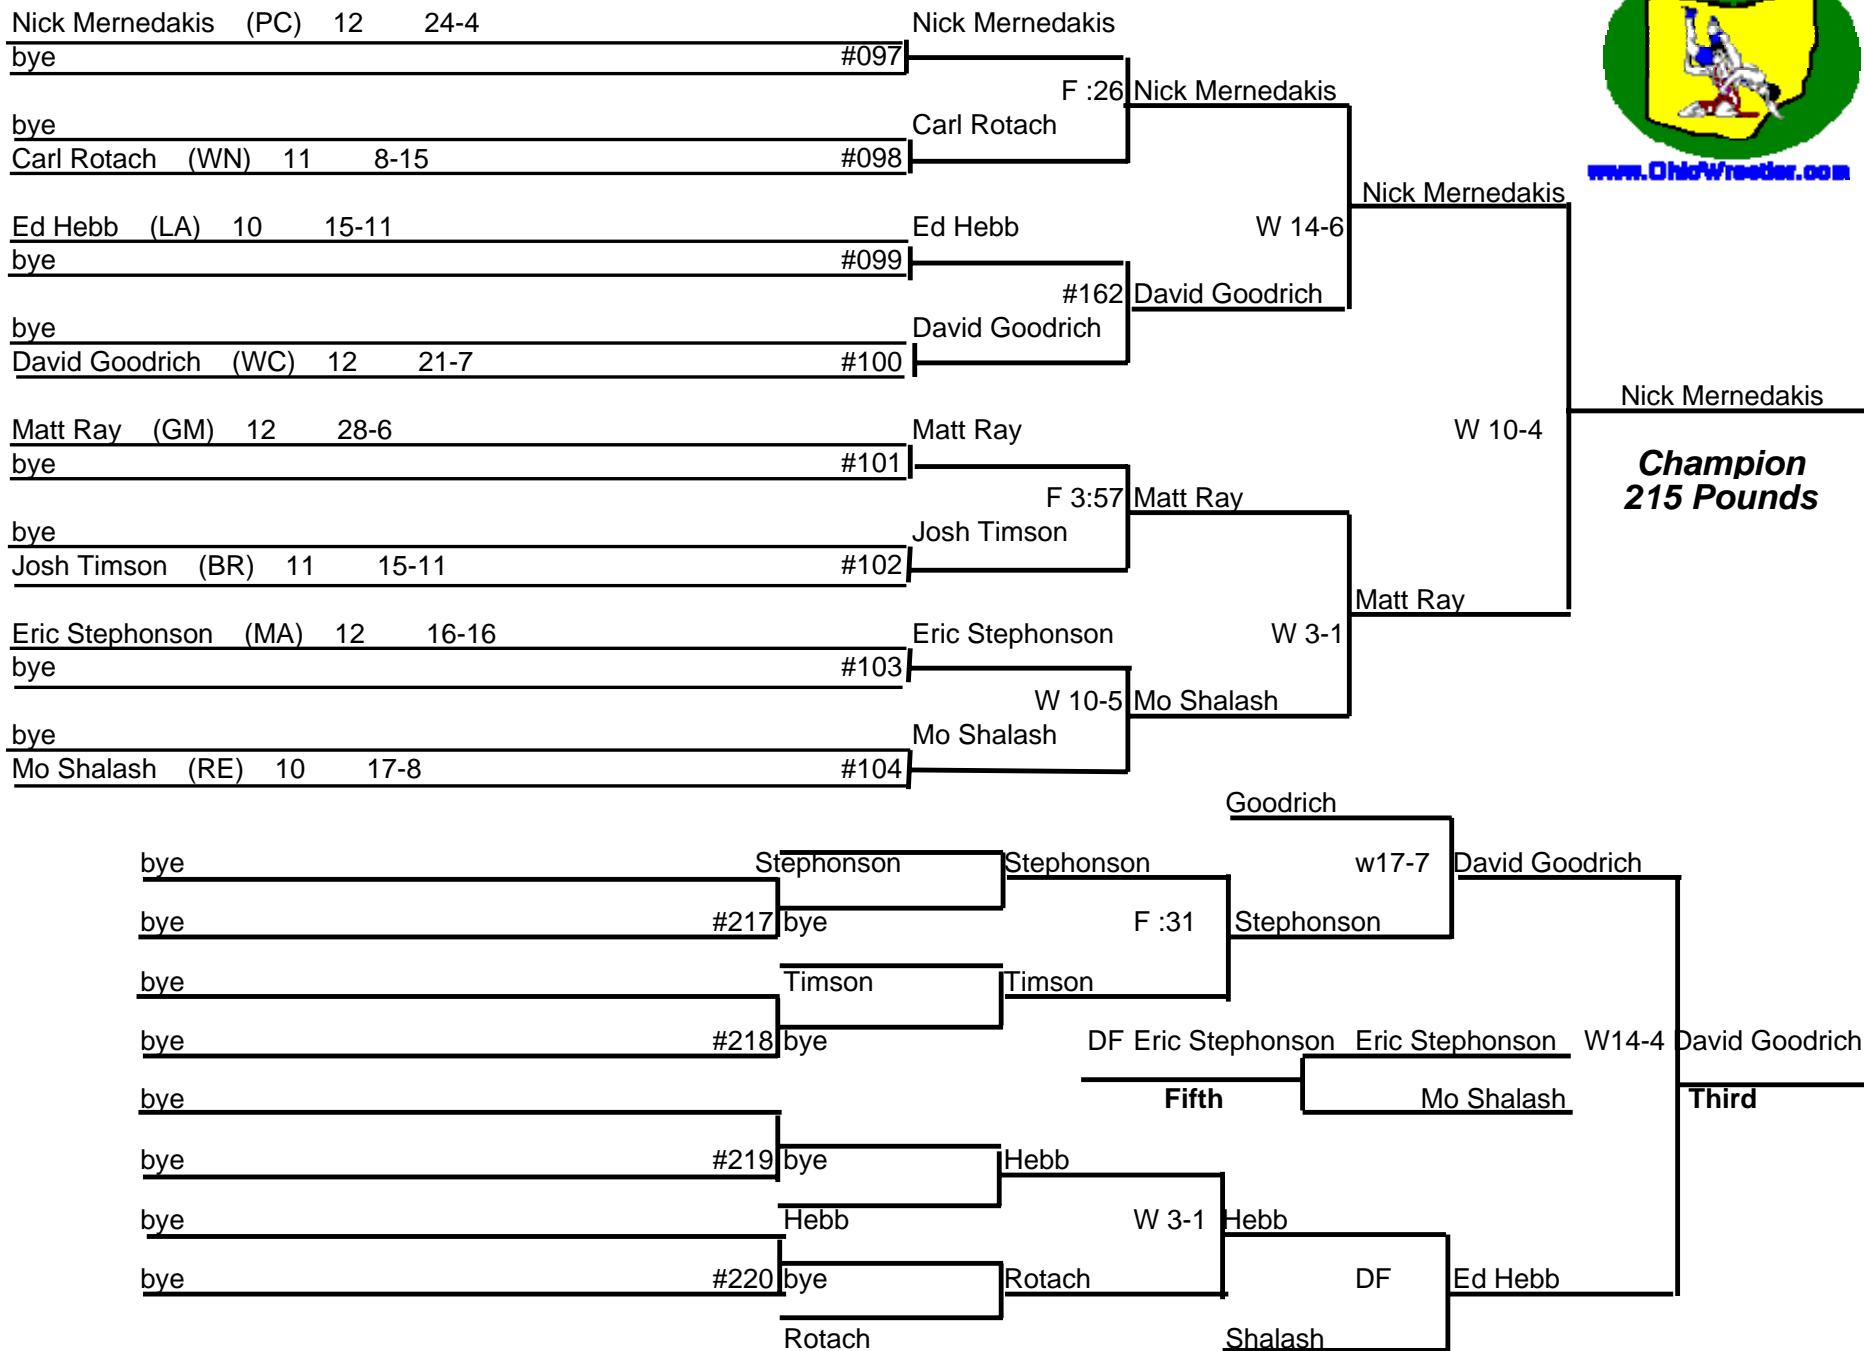 Nick Mernedakis (PC) 12 24-4 Nick Mernedakis
bye #097
F :26 Nick Mernedakis
bye Carl Rotach
Carl Rotach (WN) 11 8-15 #098
www.OhioWrestler.com
Nick Mernedakis
Ed Hebb (LA) 10 15-11 Ed Hebb W 14-6
bye #099
#162 David Goodrich
bye David Goodrich
David Goodrich (WC) 12 21-7 #100
Nick Mernedakis
Matt Ray (GM) 12 28-6 Matt Ray W 10-4
bye #101 Champion
F 3:57 Matt Ray 215 Pounds
bye Josh Timson
Josh Timson (BR) 11 15-11 #102
Matt Ray
Eric Stephonson (MA) 12 16-16 Eric Stephonson W 3-1
bye #103
W 10-5 Mo Shalash
bye Mo Shalash
Mo Shalash (RE) 10 17-8 #104
Goodrich
bye Stephonson Stephonson w17-7 David Goodrich
bye #217 bye F :31 Stephonson
bye Timson Timson
bye #218 bye DF Eric Stephonson Eric Stephonson W14-4 David Goodrich
bye Fifth Mo Shalash Third
bye #219 bye Hebb
bye Hebb W 3-1 Hebb
bye #220 bye Rotach DF Ed Hebb
Rotach Shalash